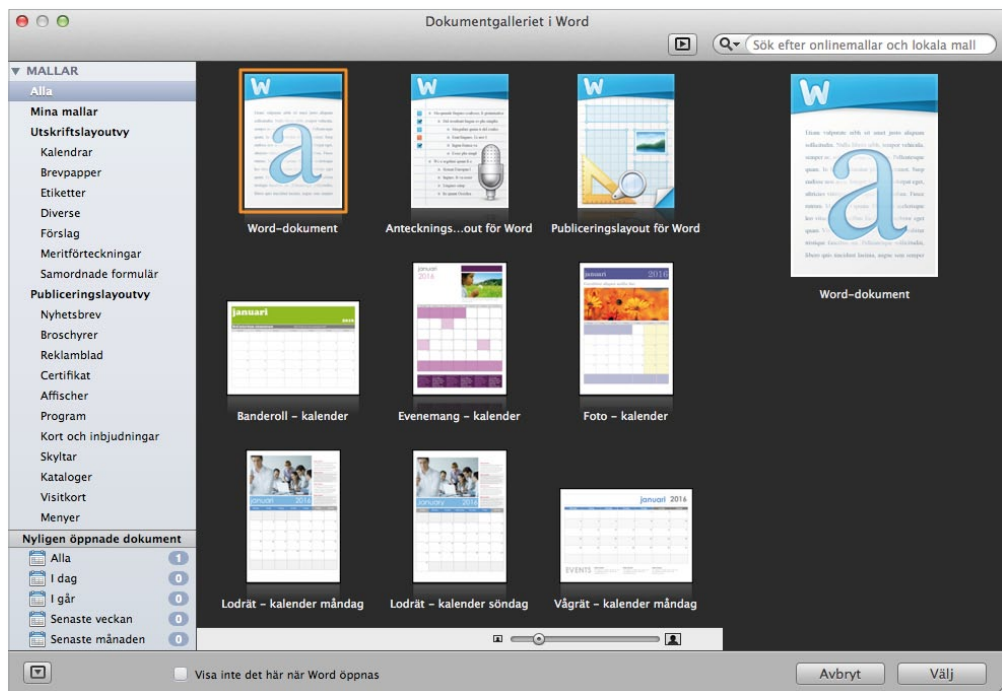 Dokumentgalleriet i Word
Sök efter onlinemallar och lokala mall
MALLAR
Alla
Mina mallar
Utskriftslayoutvy
Kalendrar
Brevpapper
Etiketter
Diverse
Förslag
Meritförteckningar
Samordnade formulär
Publiceringslayoutvy
Nyhetsbrev
Broschyrer
Reklamblad
Certifikat
Affischer
Program
Kort och inbjudningar
Skyltar
Kataloger
Visitkort
Menyer
Nyligen öppnade dokument
Alla 1
I dag 0
I går 0
Senaste veckan 0
Senaste månaden 0
W
a
Word-dokument
W
Antecknings...out för Word
W
Publiceringslayout för Word
januari
Banderoll – kalender
januari
2016
Evenemang – kalender
januari 2016
Foto – kalender
januari 2016
Lodrät – kalender måndag
january 2016
Lodrät – kalender söndag
januari 2016
EVENTS
Vågrät – kalender måndag
W
a
Word-dokument
Visa inte det här när Word öppnas
Avbryt
Välj